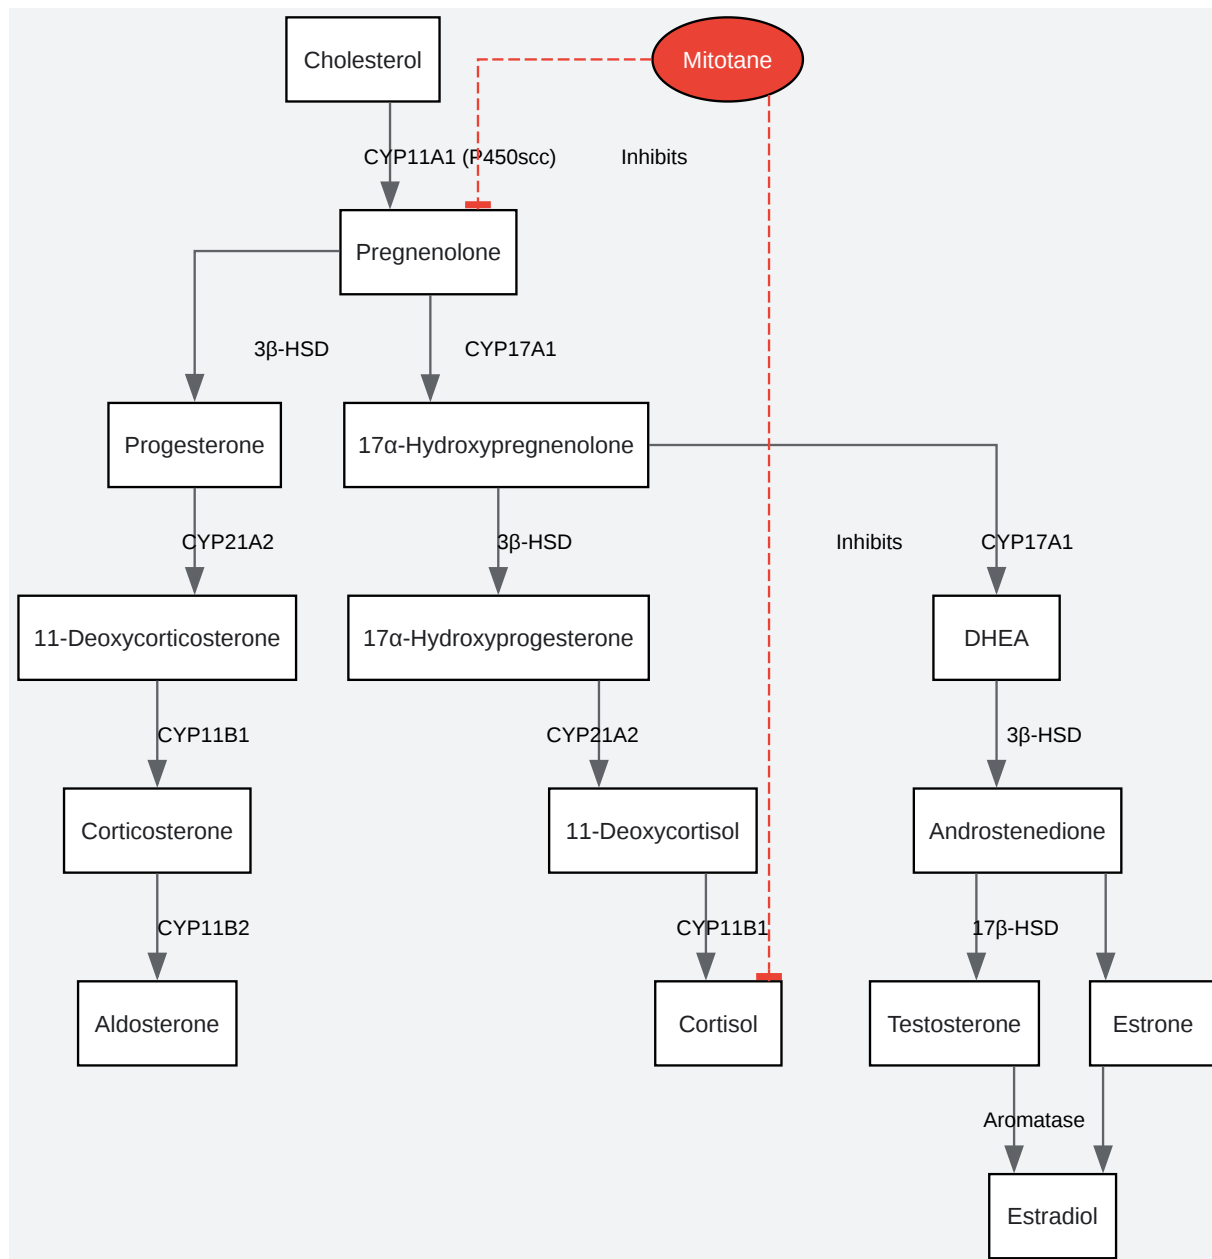 Cholesterol
Mitotane
CYP11A1 (P450scc)
Inhibits
Pregnenolone
3β-HSD
CYP17A1
Progesterone
17α-Hydroxypregnenolone
CYP21A2
3β-HSD
Inhibits
CYP17A1
11-Deoxycorticosterone
17α-Hydroxyprogesterone
DHEA
CYP11B1
CYP21A2
3β-HSD
Corticosterone
11-Deoxycortisol
Androstenedione
CYP11B2
CYP11B1
17β-HSD
Aldosterone
Cortisol
Testosterone
Estrone
Aromatase
Estradiol